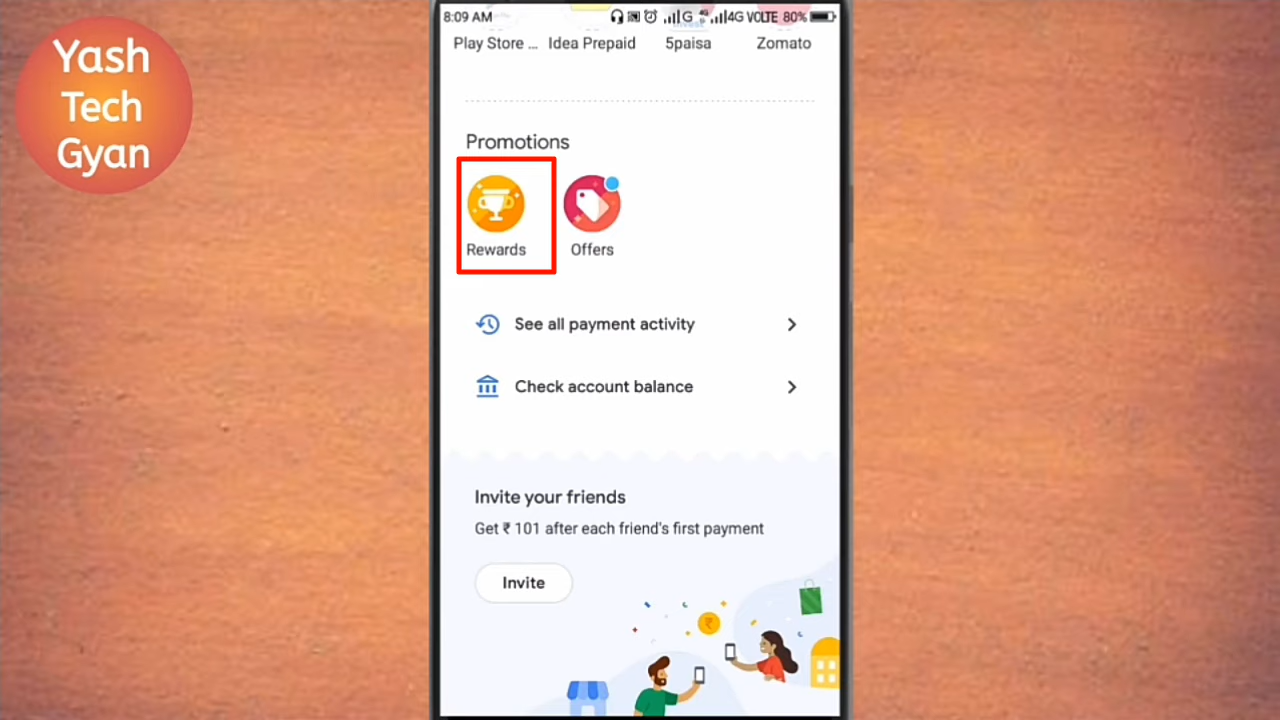 Yash
Tech
Gyan
8:09 AM G 4G 4G VOLTE 80%
Play Store ... Idea Prepaid 5paisa Zomato
Promotions
Rewards Offers
See all payment activity
Check account balance
Invite your friends
Get ₹ 101 after each friend's first payment
Invite